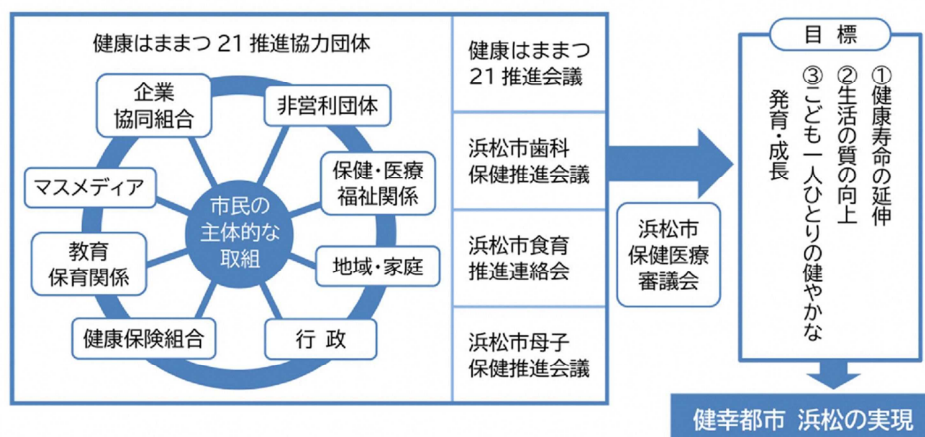 健康はままつ 21 推進協力団体
企業
協同組合
非営利団体
マスメディア
保健・医療
福祉関係
市民の
主体的な
取組
教育
保育関係
地域・家庭
健康保険組合
行 政
健康はままつ
21 推進会議
浜松市歯科
保健推進会議
浜松市食育
推進連絡会
浜松市母子
保健推進会議
浜松市
保健医療
審議会
目 標
①健康寿命の延伸
②生活の質の向上
③こども一人ひとりの健やかな
発育・成長
健幸都市 浜松の実現